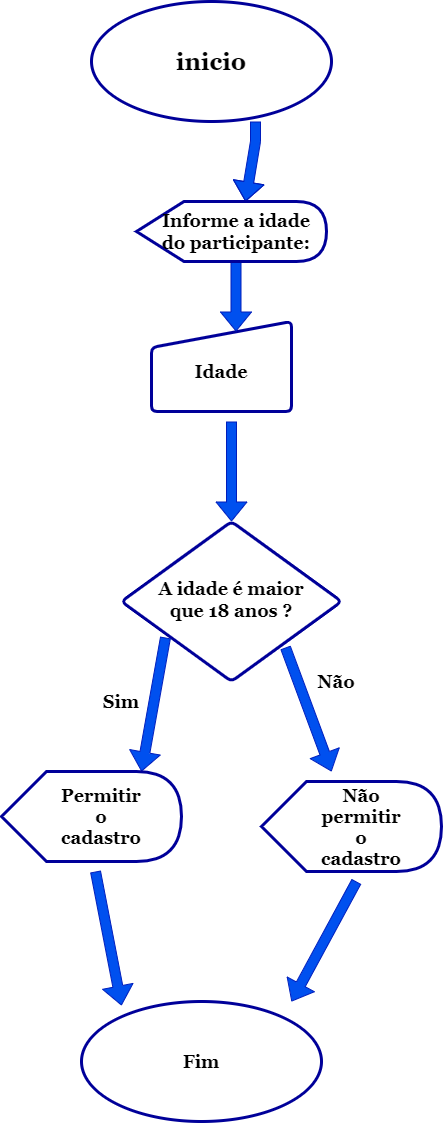 inicio
Informe a idade
do participante:
Idade
A idade é maior
que 18 anos ?
Sim
Não
Permitir
o
cadastro
Não
permitir
o
cadastro
Fim